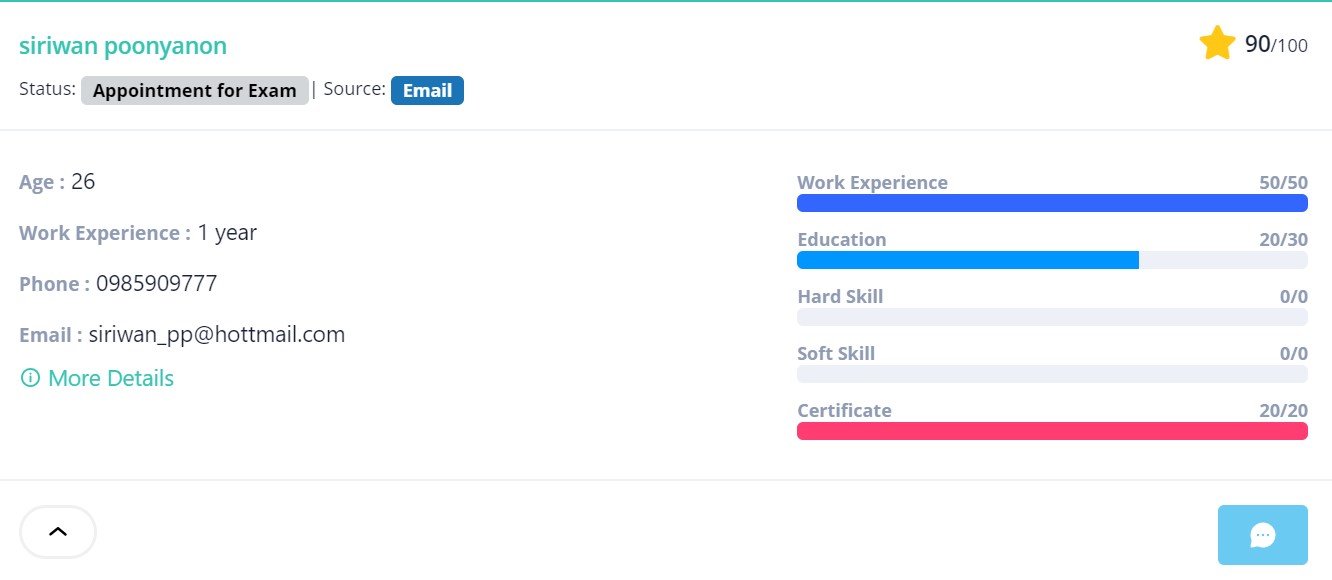 siriwan poonyanon
90/100
Status: Appointment for Exam | Source: Email
Age : 26
Work Experience : 1 year
Phone : 0985909777
Email : siriwan_pp@hottmail.com
More Details
Work Experience 50/50
Education 20/30
Hard Skill 0/0
Soft Skill 0/0
Certificate 20/20